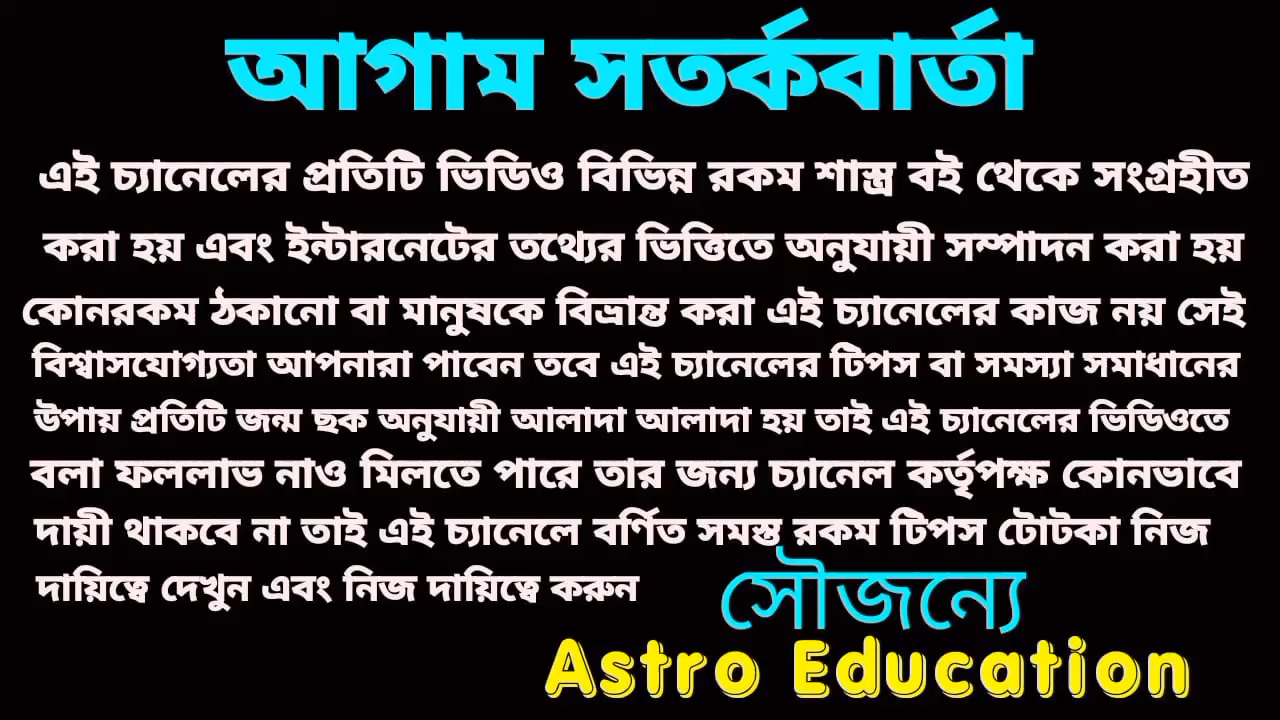 আগাম সতর্কবার্তা
এই চ্যানেলের প্রতিটি ভিডিও বিভিন্ন রকম শাস্ত্র বই থেকে সংগ্রহীত
করা হয় এবং ইন্টারনেটের তথ্যের ভিত্তিতে অনুযায়ী সম্পাদন করা হয়
কোনরকম ঠকানো বা মানুষকে বিভ্রান্ত করা এই চ্যানেলের কাজ নয় সেই
বিশ্বাসযোগ্যতা আপনারা পাবেন তবে এই চ্যানেলের টিপস বা সমস্যা সমাধানের
উপায় প্রতিটি জন্ম ছক অনুযায়ী আলাদা আলাদা হয় তাই এই চ্যানেলের ভিডিওতে
বলা ফললাভ নাও মিলতে পারে তার জন্য চ্যানেল কর্তৃপক্ষ কোনভাবে
দায়ী থাকবে না তাই এই চ্যানেলে বর্ণিত সমস্ত রকম টিপস টোটকা নিজ
দায়িত্বে দেখুন এবং নিজ দায়িত্বে করুন
সৌজন্যে
Astro Education